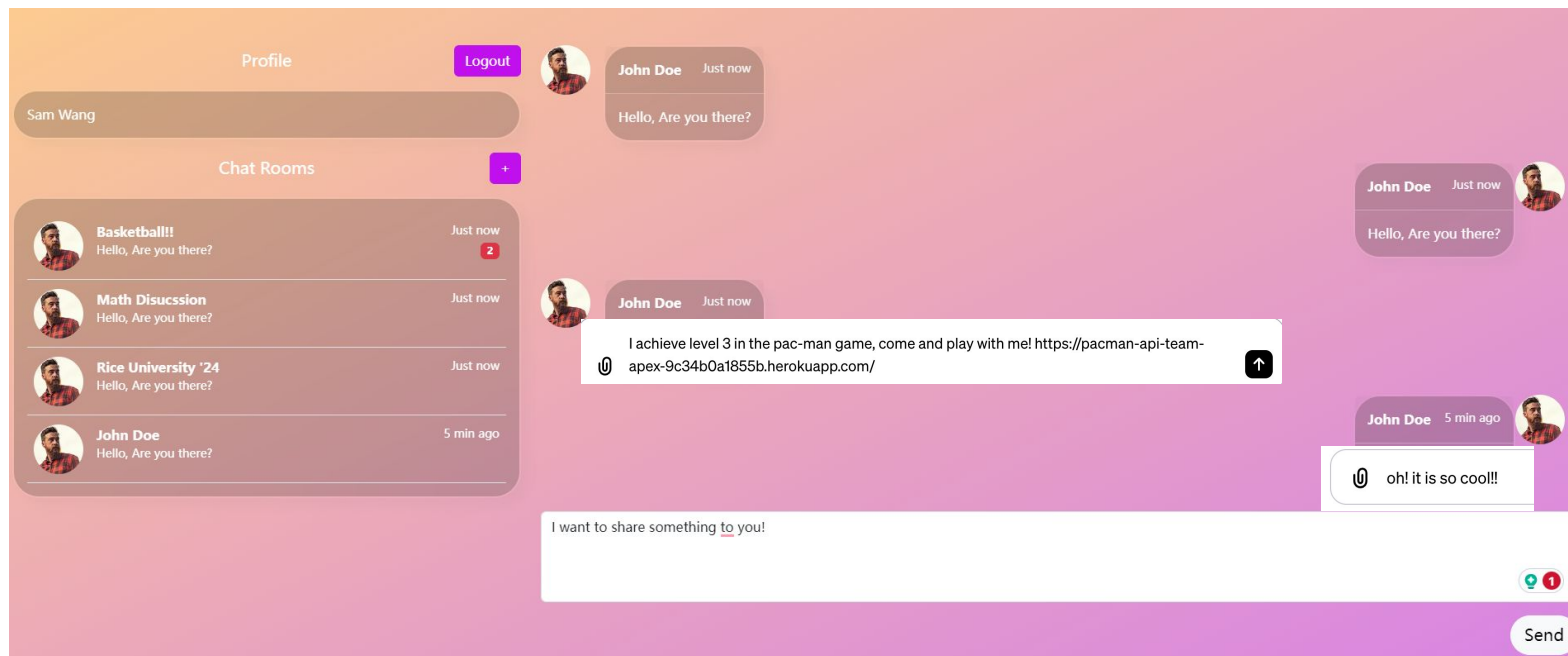 Profile
Logout
Sam Wang
Chat Rooms
+
Basketball!!
Just now
Hello, Are you there?
2
Math Disucssion
Just now
Hello, Are you there?
Rice University '24
Just now
Hello, Are you there?
John Doe
5 min ago
Hello, Are you there?
John Doe Just now
Hello, Are you there?
John Doe Just now
Hello, Are you there?
John Doe Just now
I achieve level 3 in the pac-man game, come and play with me! https://pacman-api-team-
apex-9c34b0a1855b.herokuapp.com/
John Doe 5 min ago
oh! it is so cool!!
I want to share something to you!
1
Send